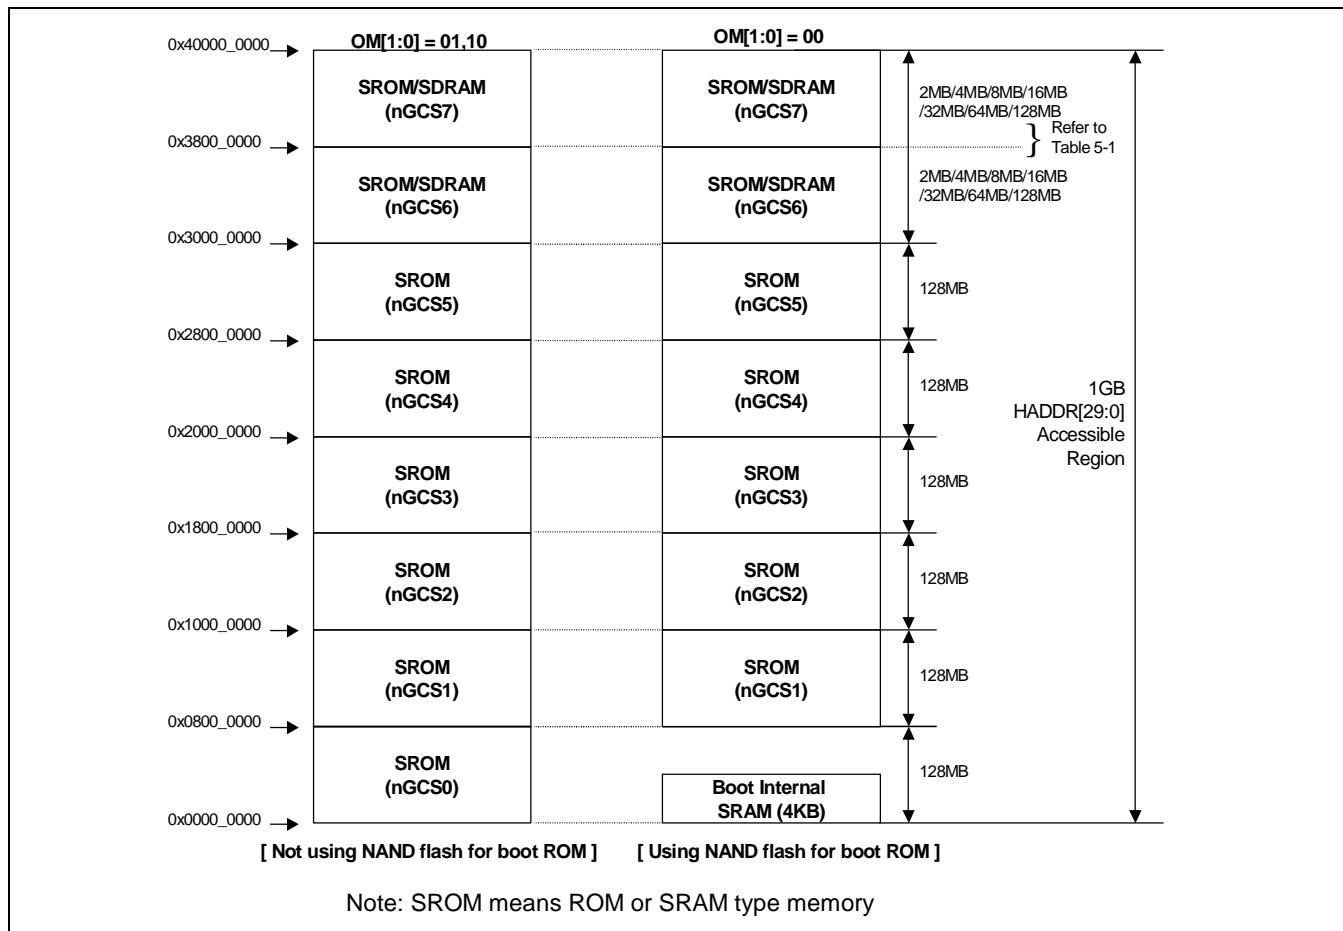 OM[1:0] = 01,10
OM[1:0] = 00
0x40000_0000
SROM/SDRAM
(nGCS7)
SROM/SDRAM
(nGCS7)
2MB/4MB/8MB/16MB
/32MB/64MB/128MB
Refer to
Table 5-1
0x3800_0000
SROM/SDRAM
(nGCS6)
SROM/SDRAM
(nGCS6)
2MB/4MB/8MB/16MB
/32MB/64MB/128MB
0x3000_0000
SROM
(nGCS5)
SROM
(nGCS5)
128MB
0x2800_0000
SROM
(nGCS4)
SROM
(nGCS4)
128MB
1GB
HADDR[29:0]
Accessible
Region
0x2000_0000
SROM
(nGCS3)
SROM
(nGCS3)
128MB
0x1800_0000
SROM
(nGCS2)
SROM
(nGCS2)
128MB
0x1000_0000
SROM
(nGCS1)
SROM
(nGCS1)
128MB
0x0800_0000
SROM
(nGCS0)
Boot Internal
SRAM (4KB)
128MB
0x0000_0000
[ Not using NAND flash for boot ROM ]
[ Using NAND flash for boot ROM ]
Note: SROM means ROM or SRAM type memory